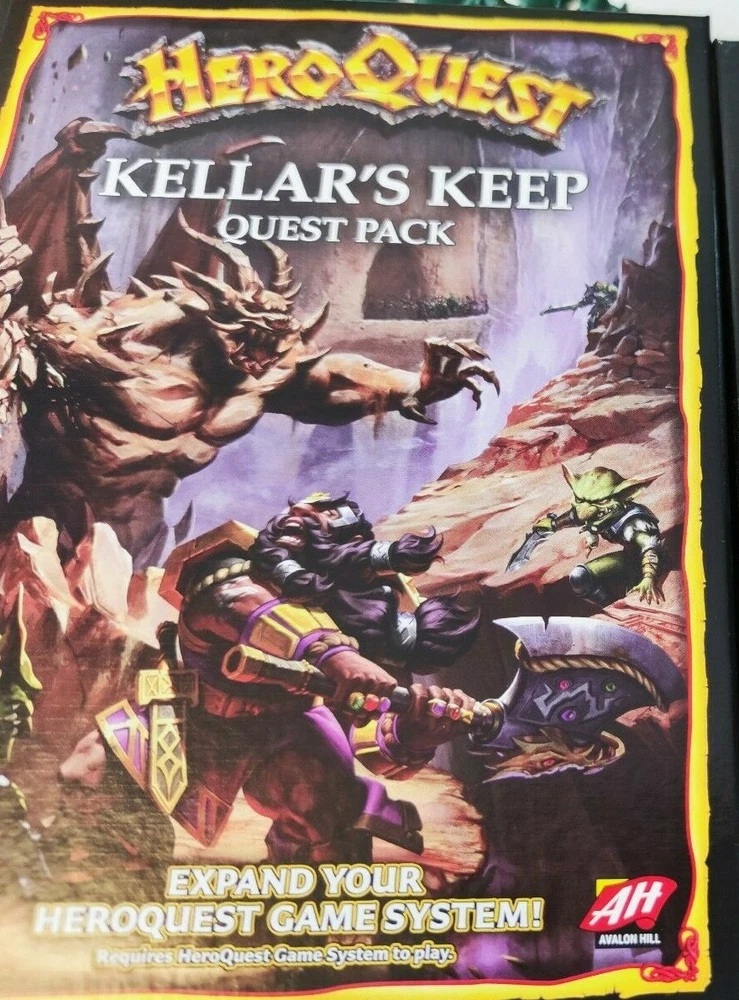 HEROQUEST
KELLAR'S KEEP
QUEST PACK
EXPAND YOUR
HEROQUEST GAME SYSTEM!
Requires HeroQuest Game System to play.
AH
AVALON HILL